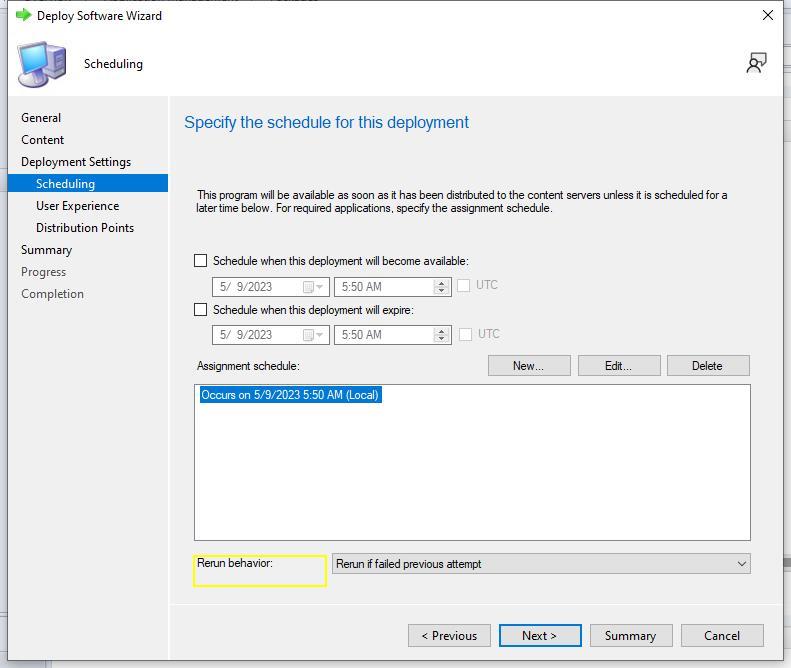 Deploy Software Wizard
Scheduling
General
Content
Deployment Settings
Scheduling
User Experience
Distribution Points
Summary
Progress
Completion
Specify the schedule for this deployment
This program will be available as soon as it has been distributed to the content servers unless it is scheduled for a
later time below. For required applications, specify the assignment schedule.
Schedule when this deployment will become available:
5/ 9/2023 5:50 AM UTC
Schedule when this deployment will expire:
5/ 9/2023 5:50 AM UTC
Assignment schedule: New... Edit... Delete
Occurs on 5/9/2023 5:50 AM (Local)
Rerun behavior: Rerun if failed previous attempt
< Previous Next > Summary Cancel